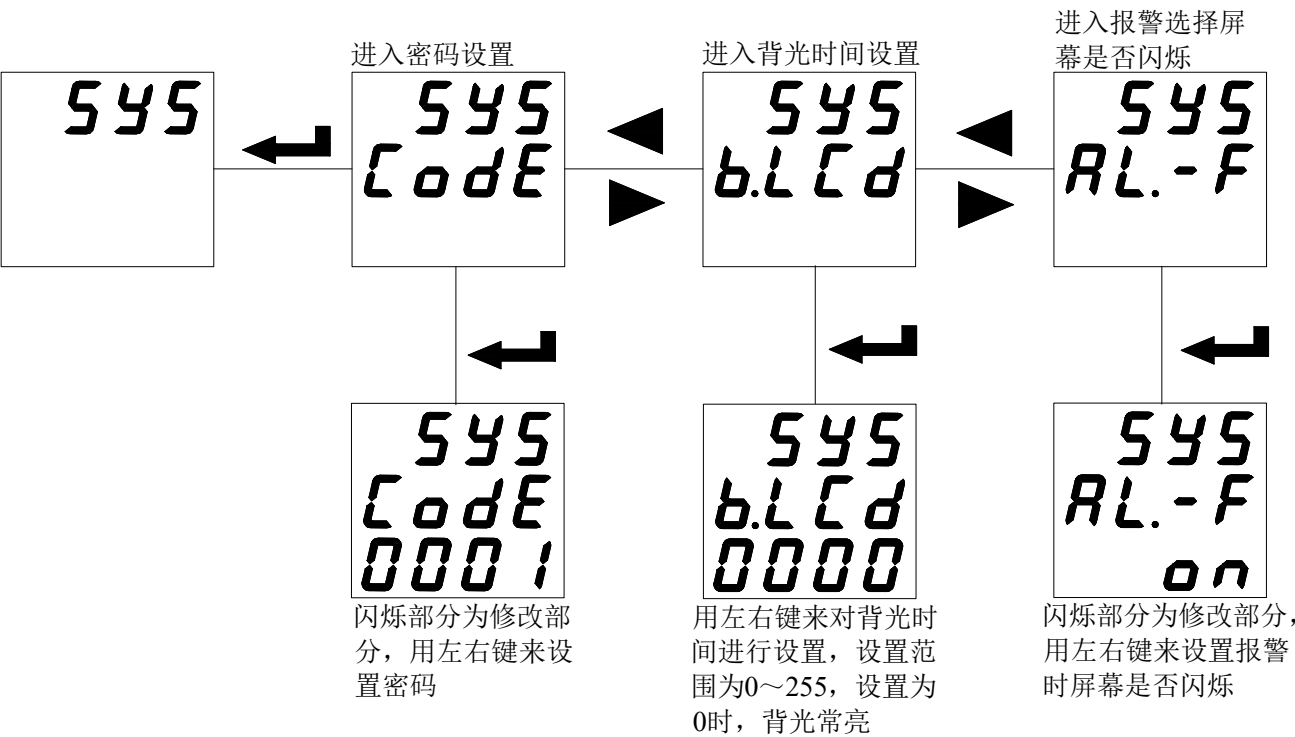 进入密码设置
进入背光时间设置
进入报警选择屏
幕是否闪烁
SYS
SYS
CodE
SYS
b.LCd
SYS
AL.-F
SYS
CodE
0001
SYS
b.LCd
0000
SYS
AL.-F
on
闪烁部分为修改部
分，用左右键来设
置密码
用左右键来对背光时
间进行设置，设置范
围为0～255，设置为
0时，背光常亮
闪烁部分为修改部分，
用左右键来设置报警
时屏幕是否闪烁